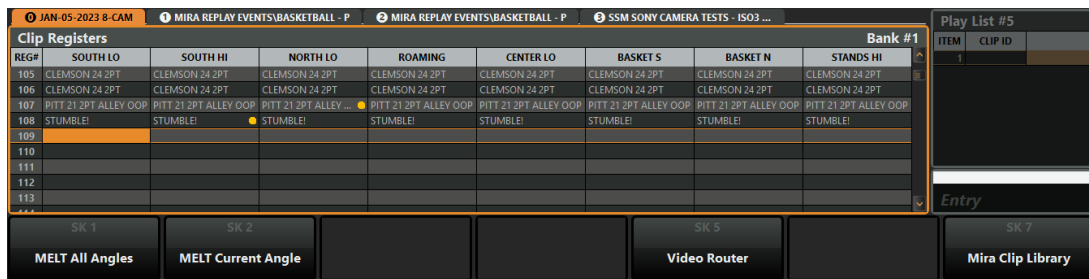 0 JAN-05-2023 8-CAM 1 MIRA REPLAY EVENTS\BASKETBALL - P 2 MIRA REPLAY EVENTS\BASKETBALL - P 3 SSM SONY CAMERA TESTS - ISO3 ...
Clip Registers Bank #1
REG# SOUTH LO SOUTH HI NORTH LO ROAMING CENTER LO BASKET S BASKET N STANDS HI
105 CLEMSON 24 2PT CLEMSON 24 2PT CLEMSON 24 2PT CLEMSON 24 2PT CLEMSON 24 2PT CLEMSON 24 2PT CLEMSON 24 2PT CLEMSON 24 2PT
106 CLEMSON 24 2PT CLEMSON 24 2PT CLEMSON 24 2PT CLEMSON 24 2PT CLEMSON 24 2PT CLEMSON 24 2PT CLEMSON 24 2PT CLEMSON 24 2PT
107 PITT 21 2PT ALLEY OOP PITT 21 2PT ALLEY OOP PITT 21 2PT ALLEY ... PITT 21 2PT ALLEY OOP PITT 21 2PT ALLEY OOP PITT 21 2PT ALLEY OOP PITT 21 2PT ALLEY OOP PITT 21 2PT ALLEY OOP
108 STUMBLE! STUMBLE! STUMBLE! STUMBLE! STUMBLE! STUMBLE! STUMBLE! STUMBLE!
109
110
111
112
113
Play List #5
ITEM CLIP ID
1
Entry
SK 1 SK 2 SK 5 SK 7
MELT All Angles MELT Current Angle Video Router Mira Clip Library